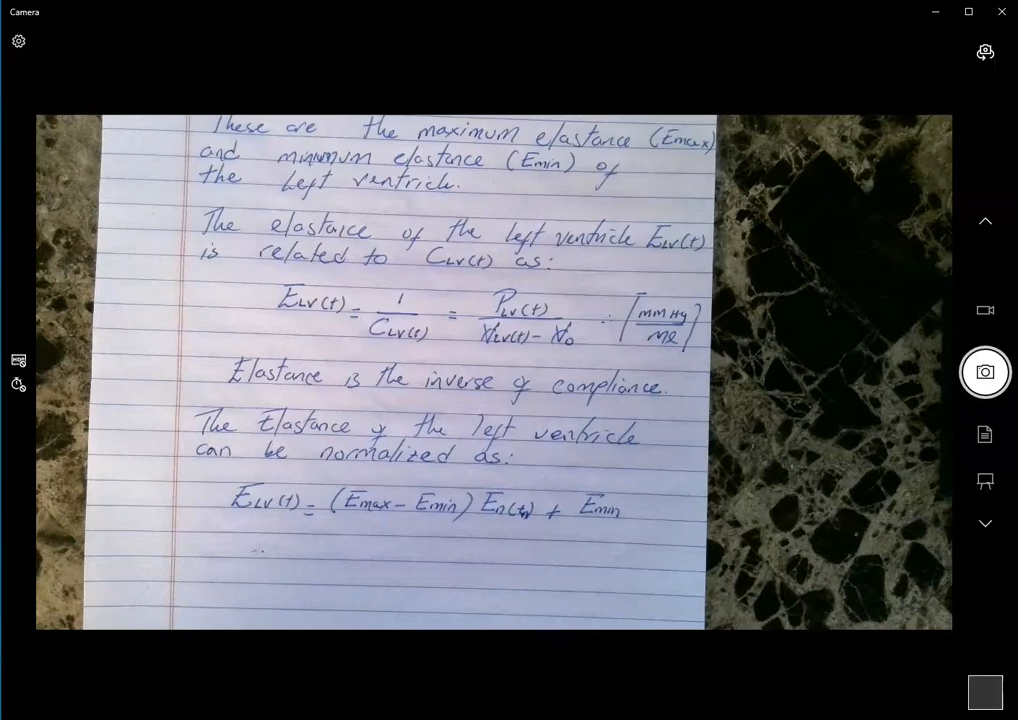 Camera
These are the maximum elastance (Emax)
and minimum elastance (Emin) of
the left ventricle.
The elastance of the left ventricle ELV(t)
is related to CLV(t) as:
ELV(t) = 1/CLV(t) = PLV(t)/(VLV(t) - V0) : [mmHg/ml]
Elastance is the inverse of compliance.
The Elastance of the left ventricle
can be normalized as:
ELV(t) = (Emax - Emin) En(tn) + Emin